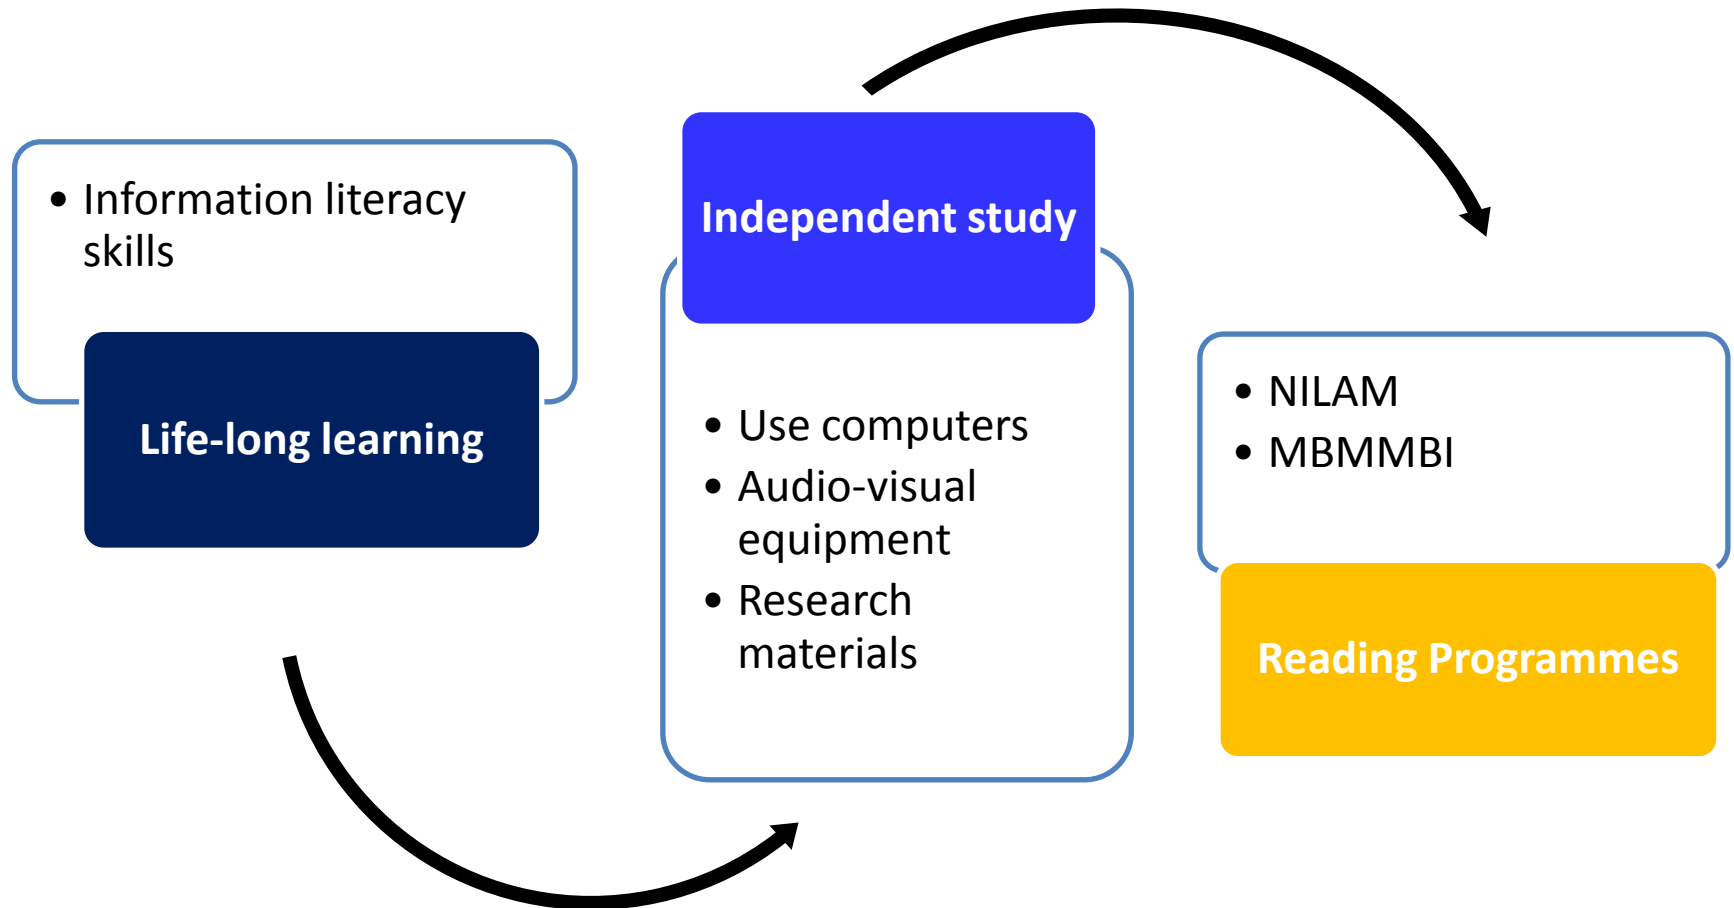 • Information literacy
skills
Life-long learning
Independent study
• Use computers
• Audio-visual
equipment
• Research
materials
• NILAM
• MBMMBI
Reading Programmes